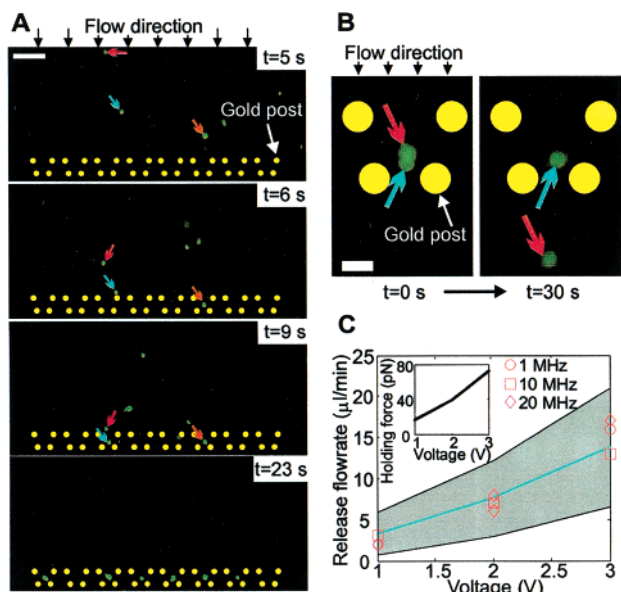 A
Flow direction
t=5 s
Gold post
t=6 s
t=9 s
t=23 s
B
Flow direction
Gold post
t=0 s
t=30 s
C
Release flowrate (µl/min)
25
20
15
10
5
0
1
1.5
2
2.5
3
Voltage (V)
Holding force (pN)
80
40
0
1
2
3
Voltage (V)
1 MHz
10 MHz
20 MHz